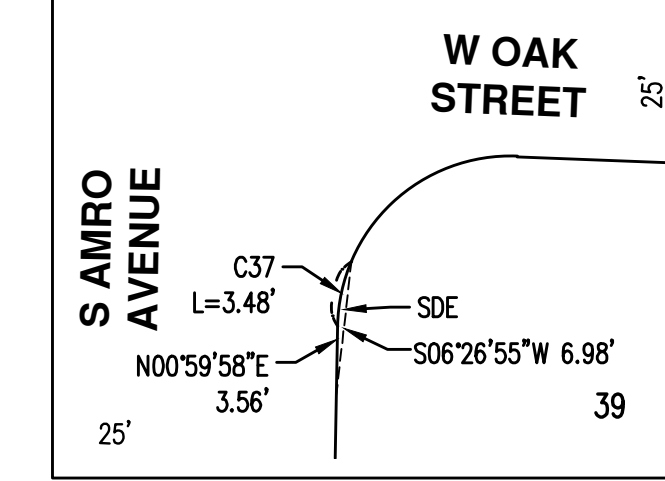 W OAK
STREET
25'
S AMRO
AVENUE
C37
L=3.48'
SDE
S06°26'55"W 6.98'
N00°59'58"E
3.56'
39
25'